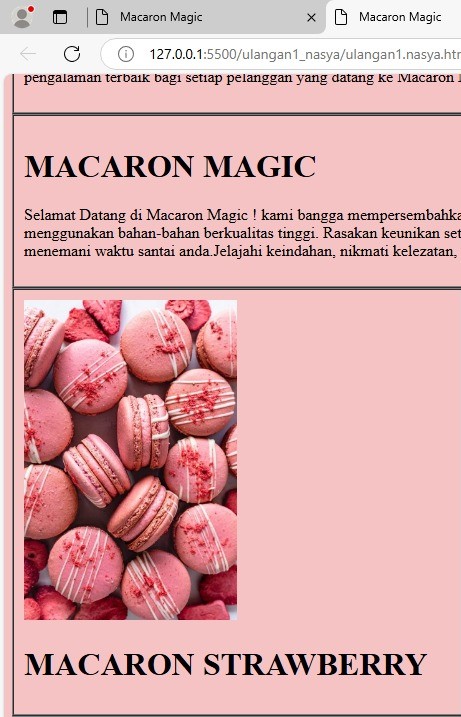 Macaron Magic
Macaron Magic
127.0.0.1:5500/ulangan1_nasya/ulangan1.nasya.htm
pengalaman terbaik bagi setiap pelanggan yang datang ke Macaron
MACARON MAGIC
Selamat Datang di Macaron Magic ! kami bangga mempersembahka
menggunakan bahan-bahan berkualitas tinggi. Rasakan keunikan set
menemani waktu santai anda.Jelajahi keindahan, nikmati kelezatan,
MACARON STRAWBERRY